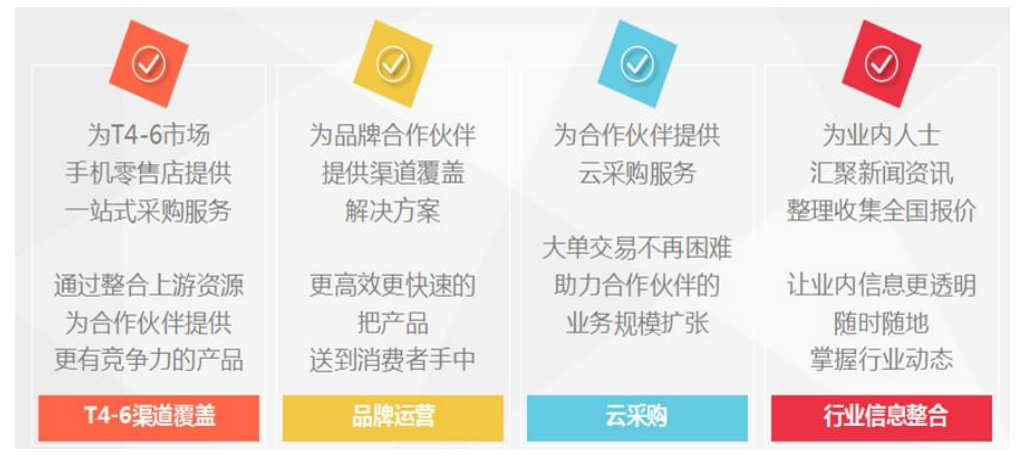 为T4-6市场
手机零售店提供
一站式采购服务
通过整合上游资源
为合作伙伴提供
更有竞争力的产品
T4-6渠道覆盖
为品牌合作伙伴
提供渠道覆盖
解决方案
更高效更快速的
把产品
送到消费者手中
品牌运营
为合作伙伴提供
云采购服务
大单交易不再困难
助力合作伙伴的
业务规模扩张
云采购
为业内人士
汇聚新闻资讯
整理收集全国报价
让业内信息更透明
随时随地
掌握行业动态
行业信息整合